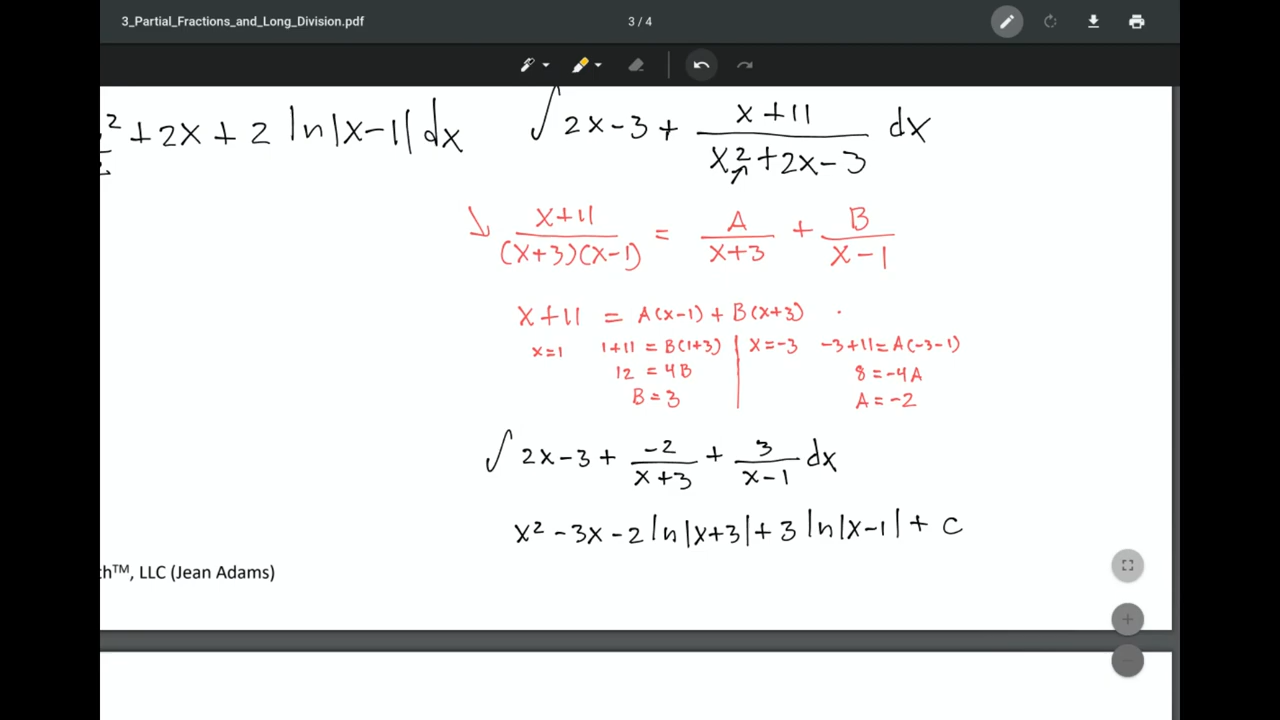 3_Partial_Fractions_and_Long_Division.pdf
3 / 4
2/2 + 2x + 2 ln|x-1| dx
∫ 2x-3 + (x+11)/(x²+2x-3) dx
(x+11)/((x+3)(x-1)) = A/(x+3) + B/(x-1)
x+11 = A(x-1) + B(x+3)
x=1 1+11 = B(1+3) | x=-3 -3+11=A(-3-1)
12 = 4B 8 = -4A
B = 3 A = -2
∫ 2x-3 + -2/(x+3) + 3/(x-1) dx
x² - 3x - 2 ln|x+3| + 3 ln|x-1| + c
th™, LLC (Jean Adams)